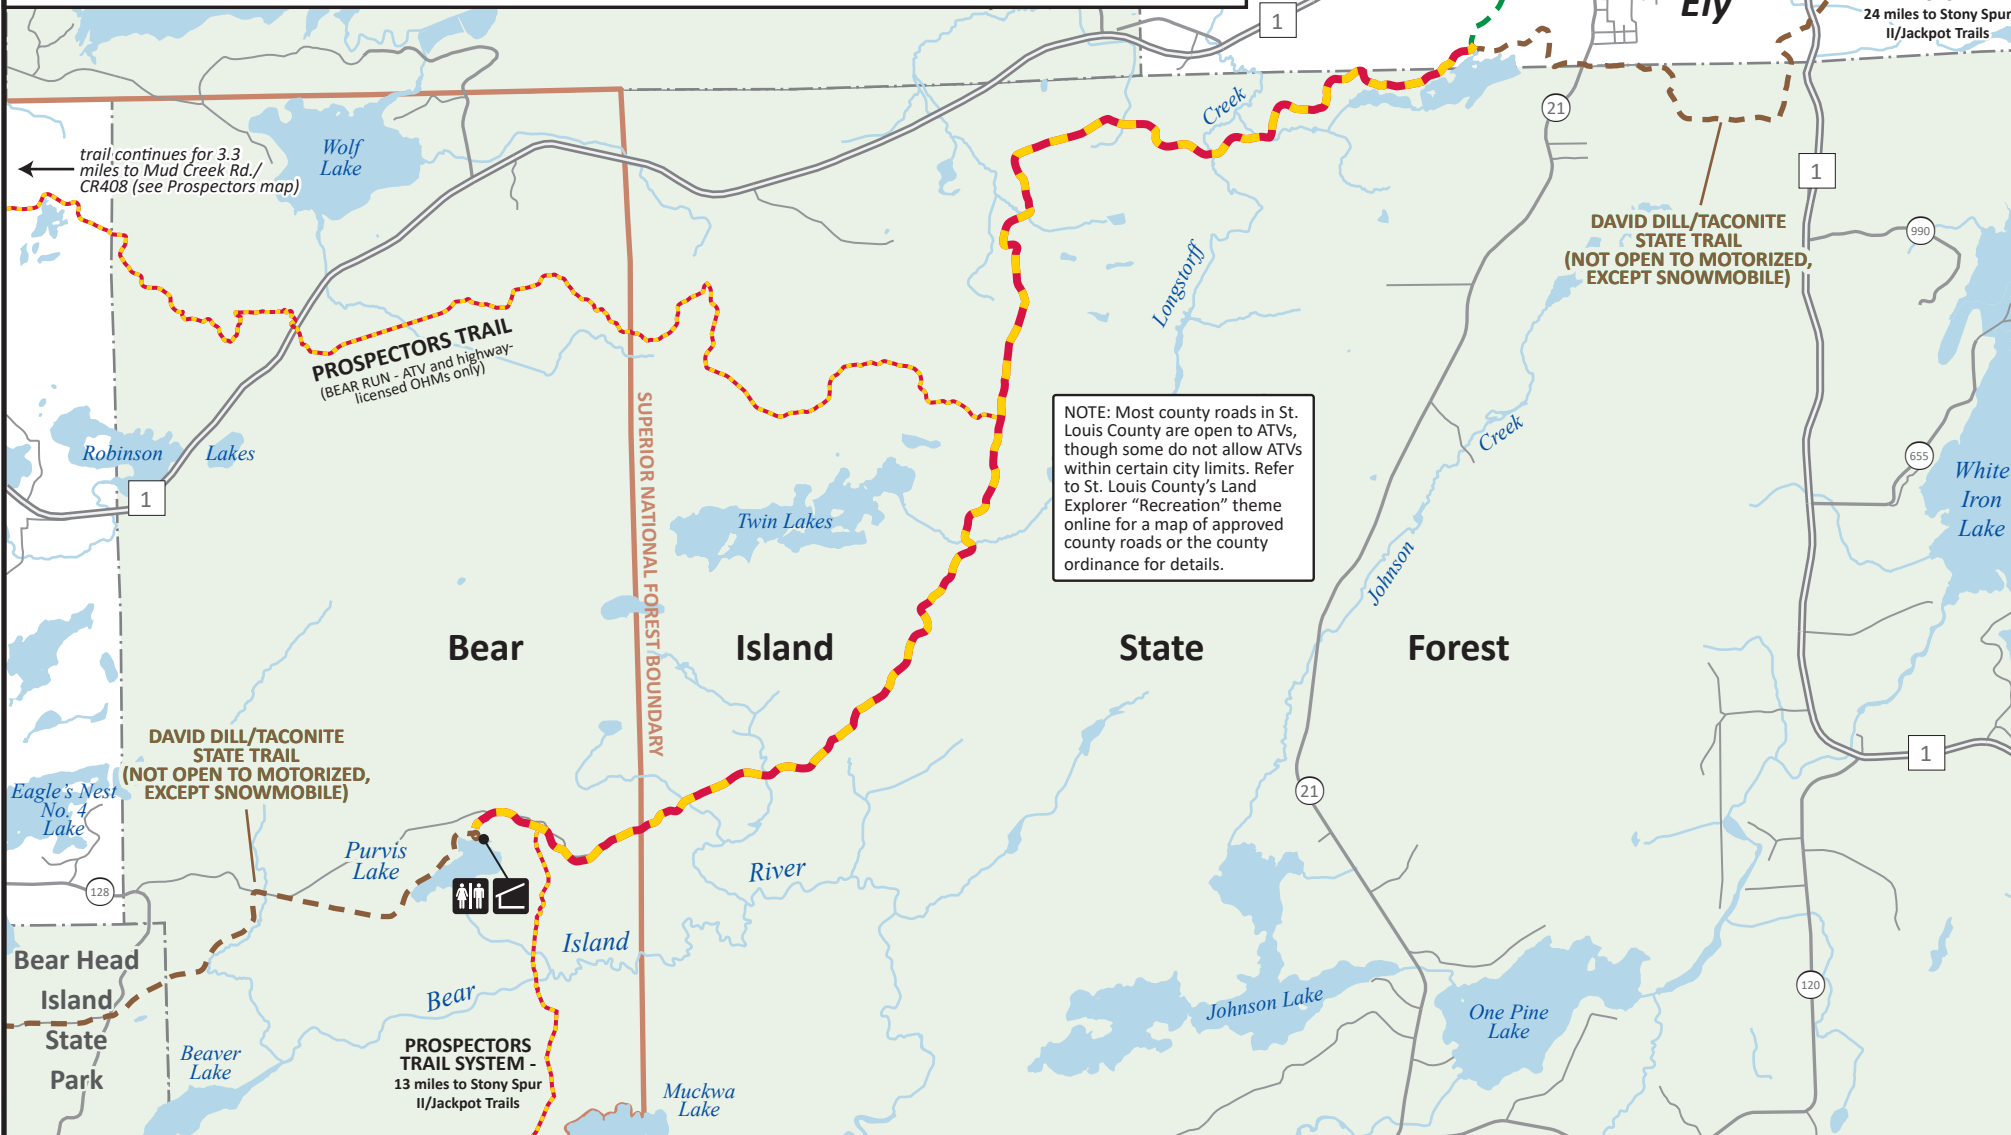 1
Ely
24 miles to Stony Spur
II/Jackpot Trails
trail continues for 3.3
miles to Mud Creek Rd./
CR408 (see Prospectors map)
Wolf
Lake
Creek
21
1
DAVID DILL/TACONITE
STATE TRAIL
(NOT OPEN TO MOTORIZED,
EXCEPT SNOWMOBILE)
990
Longstorff
PROSPECTORS TRAIL
(BEAR RUN - ATV and highway-
licensed OHMs only)
SUPERIOR NATIONAL FOREST BOUNDARY
NOTE: Most county roads in St.
Louis County are open to ATVs,
though some do not allow ATVs
within certain city limits. Refer
to St. Louis County's Land
Explorer “Recreation” theme
online for a map of approved
county roads or the county
ordinance for details.
Creek
Johnson
655
White
Iron
Lake
Robinson Lakes
1
Twin Lakes
Bear Island State Forest
DAVID DILL/TACONITE
STATE TRAIL
(NOT OPEN TO MOTORIZED,
EXCEPT SNOWMOBILE)
Eagle's Nest
No. 4
Lake
1
21
Purvis
Lake
128
River
Island
Bear
Bear Head
Island
State
Park
Beaver
Lake
PROSPECTORS
TRAIL SYSTEM -
13 miles to Stony Spur
II/Jackpot Trails
Muckwa
Lake
Johnson Lake
One Pine
Lake
120